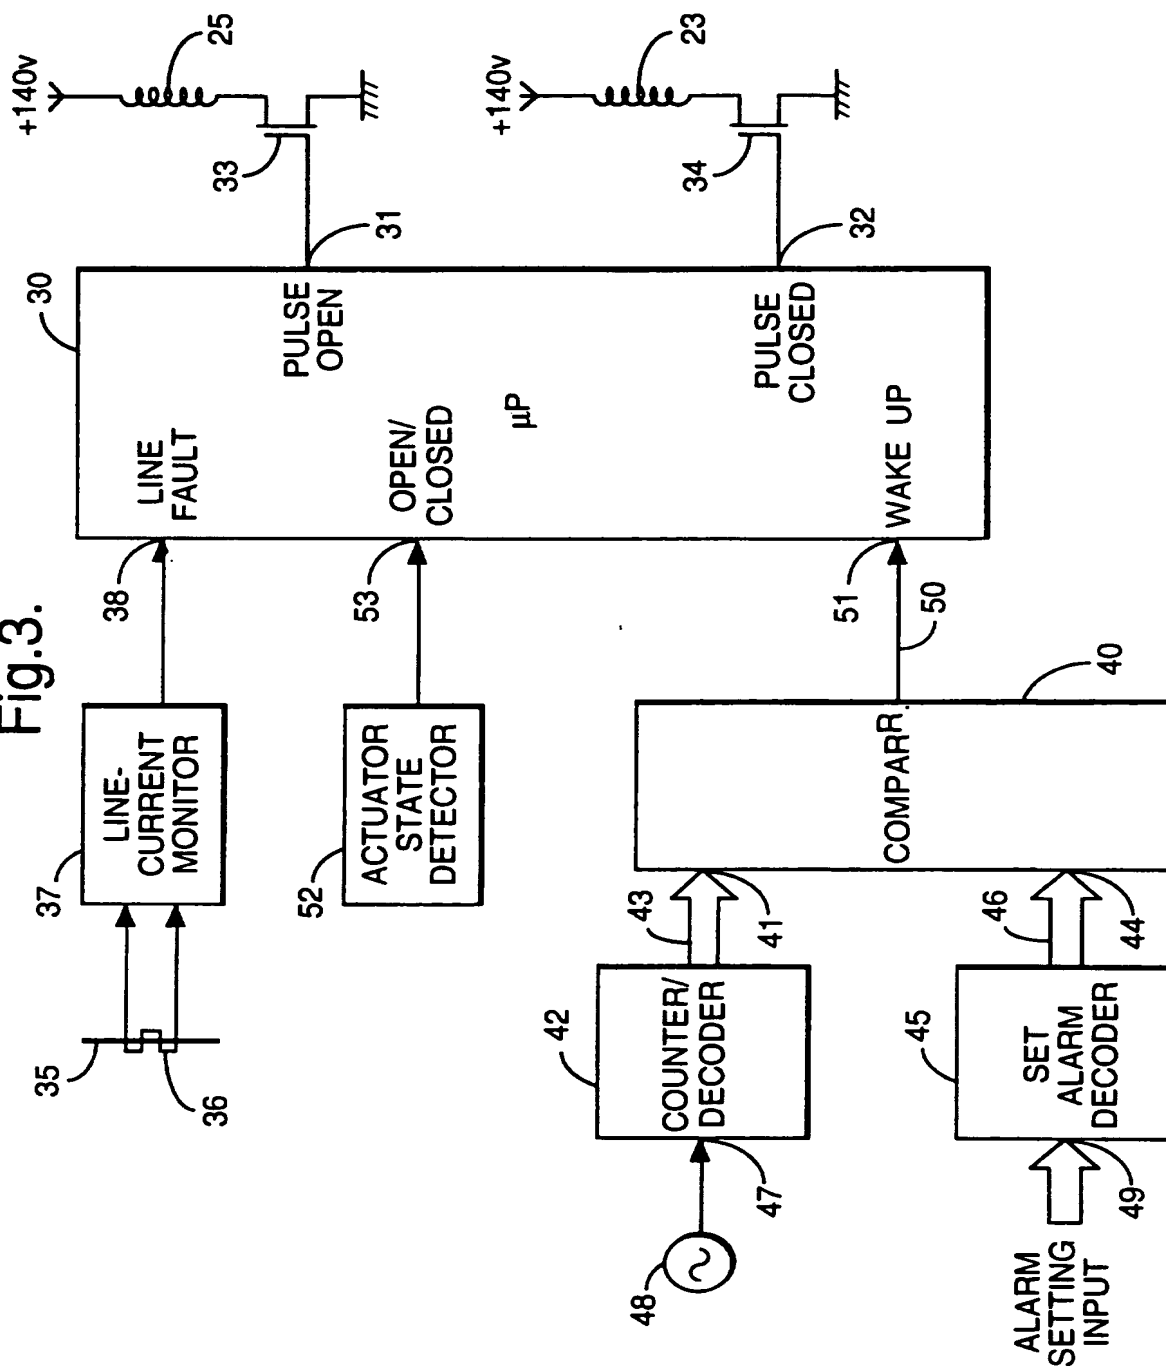 Fig.3.
35
36
37
LINE-
CURRENT
MONITOR
38
LINE
FAULT
30
52
ACTUATOR
STATE
DETECTOR
53
OPEN/
CLOSED
µP
PULSE
OPEN
31
33
+140v
25
PULSE
CLOSED
32
34
+140v
23
WAKE UP
51
50
40
COMPARR
48
47
42
COUNTER/
DECODER
43
41
ALARM
SETTING
INPUT
49
45
SET
ALARM
DECODER
46
44